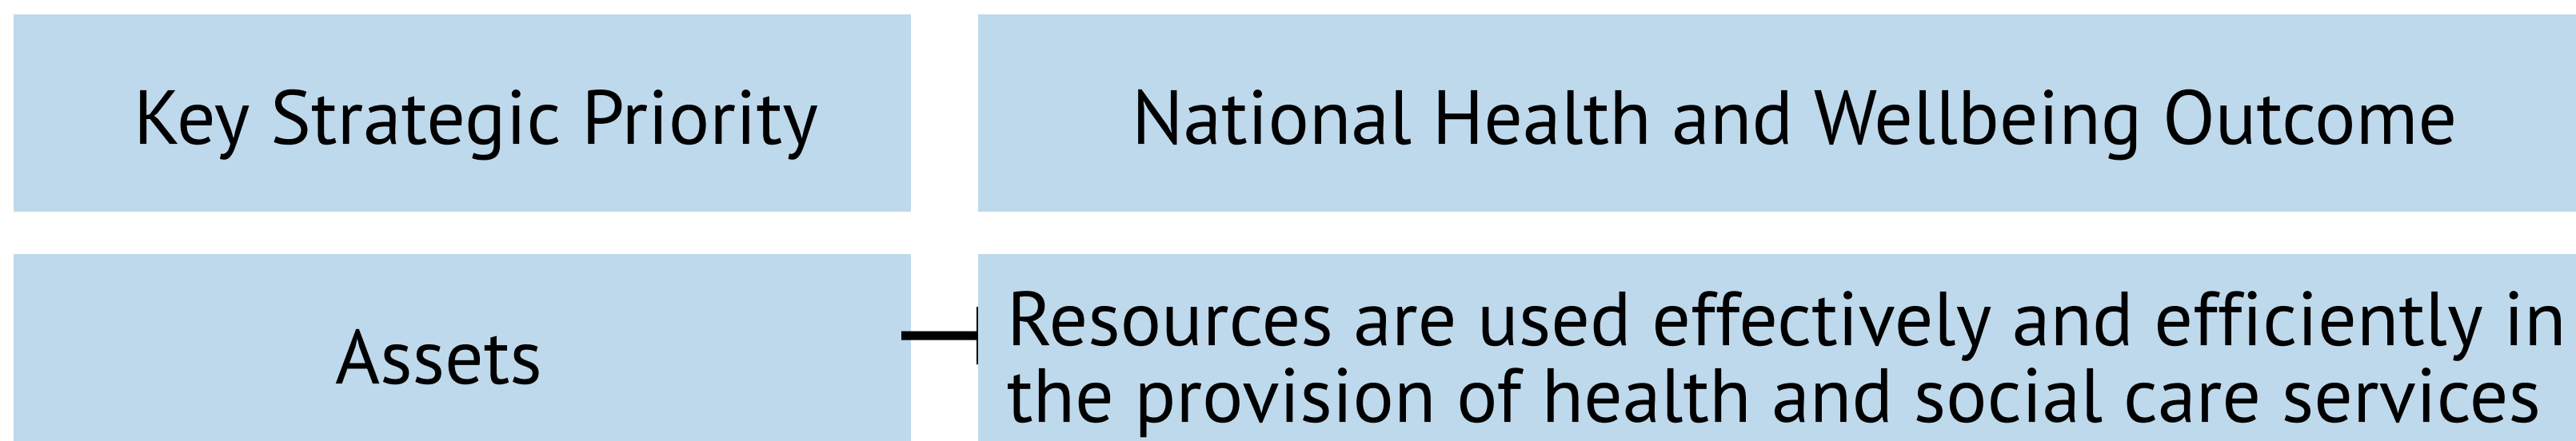 Key Strategic Priority
National Health and Wellbeing Outcome
Assets
Resources are used effectively and efficiently in
the provision of health and social care services